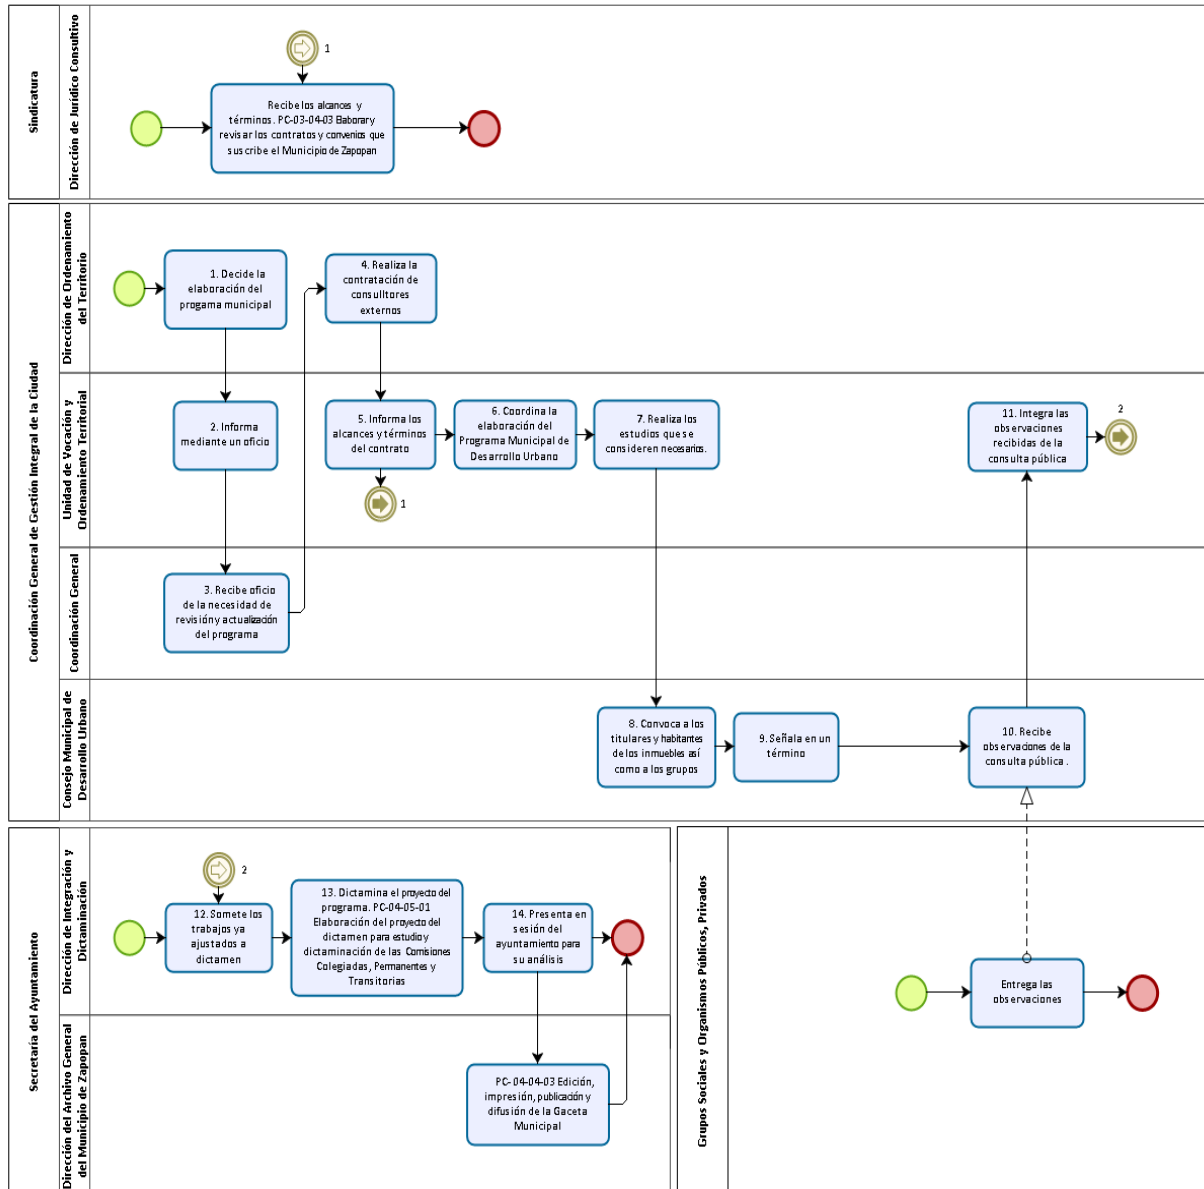 Sindicatura
Dirección de Jurídico Consultivo
1
Recibe los alcances y
términos. PC-03-04-03 Elaborar y
revisar los contratos y convenios que
suscribe el Municipio de Zapopan
Coordinación General de Gestión Integral de la Ciudad
Dirección de Ordenamiento
del Territorio
1. Decide la
elaboración del
progama municipal
4. Realiza la
contratación de
consulltores
externos
Unidad de Vocación y
Ordenamiento Territorial
2. Informa
mediante un oficio
5. Informa los
alcances y términos
del contrato
1
6. Coordina la
elaboración del
Programa Municipal de
Desarrollo Urbano
7. Realiza los
estudios que se
consideren necesarios.
11. Integra las
observaciones
recibidas de la
consulta pública
2
Coordinación General
3. Recibe oficio
de la necesidad de
revisión y actualización
del programa
Consejo Municipal de
Desarrollo Urbano
8. Convoca a los
titulares y habitantes
de los inmuebles así
como a los grupos
9. Señala en un
término
10. Recibe
observaciones de la
consulta pública .
Secretaría del Ayuntamiento
Dirección de Integración y
Dictaminación
2
12. Somete los
trabajos ya
ajustados a
dictamen
13. Dictamina el proyecto del
programa. PC-04-05-01
Elaboración del proyecto del
dictamen para estudio y
dictaminación de las Comisiones
Colegiadas, Permanentes y
Transitorias
14. Presenta en
sesión del
ayuntamiento para
su análisis
Dirección del Archivo General
del Municipio de Zapopan
PC- 04-04-03 Edición,
impresión, publicación y
difusión de la Gaceta
Municipal
Grupos Sociales y Organismos Públicos, Privados
Entrega las
observaciones